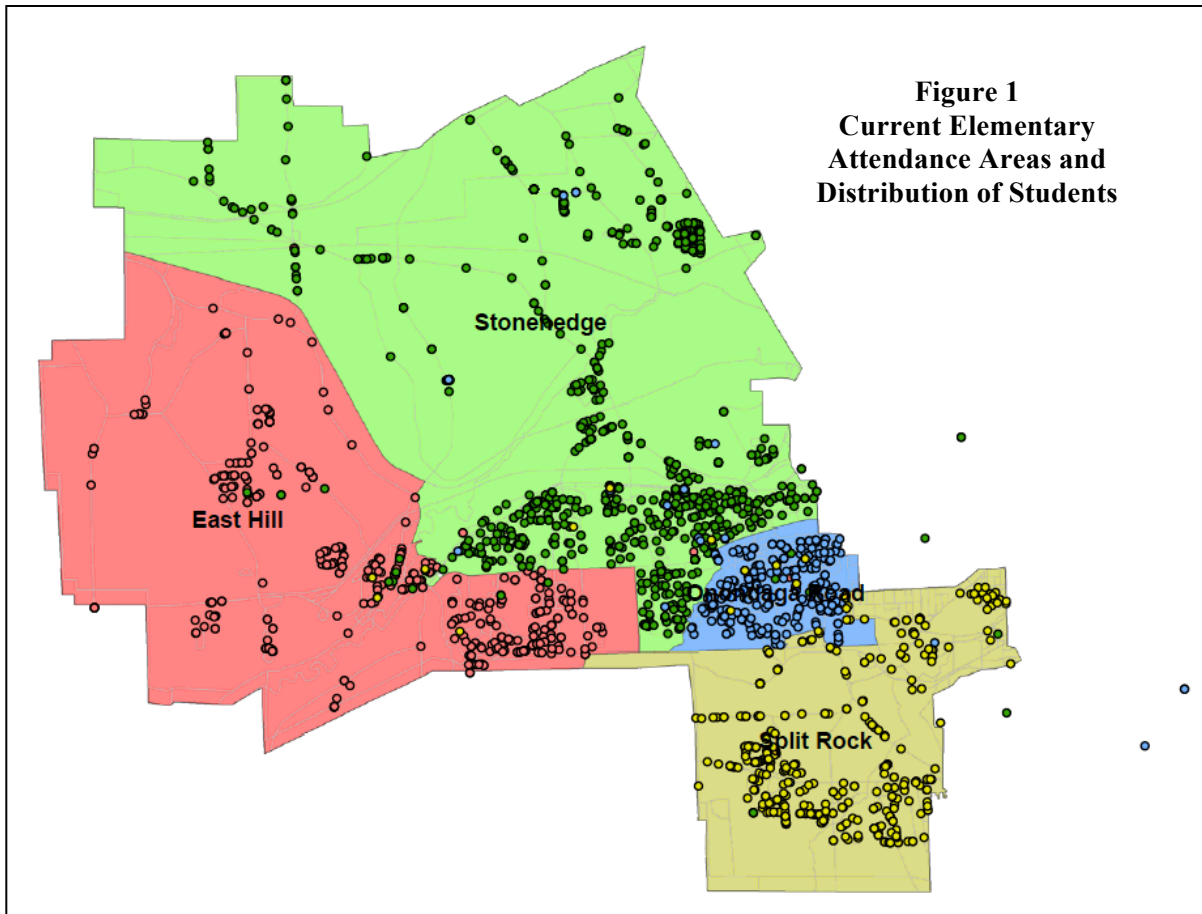 Figure 1
Current Elementary
Attendance Areas and
Distribution of Students
Stonehedge
East Hill
Onondaga Road
Split Rock